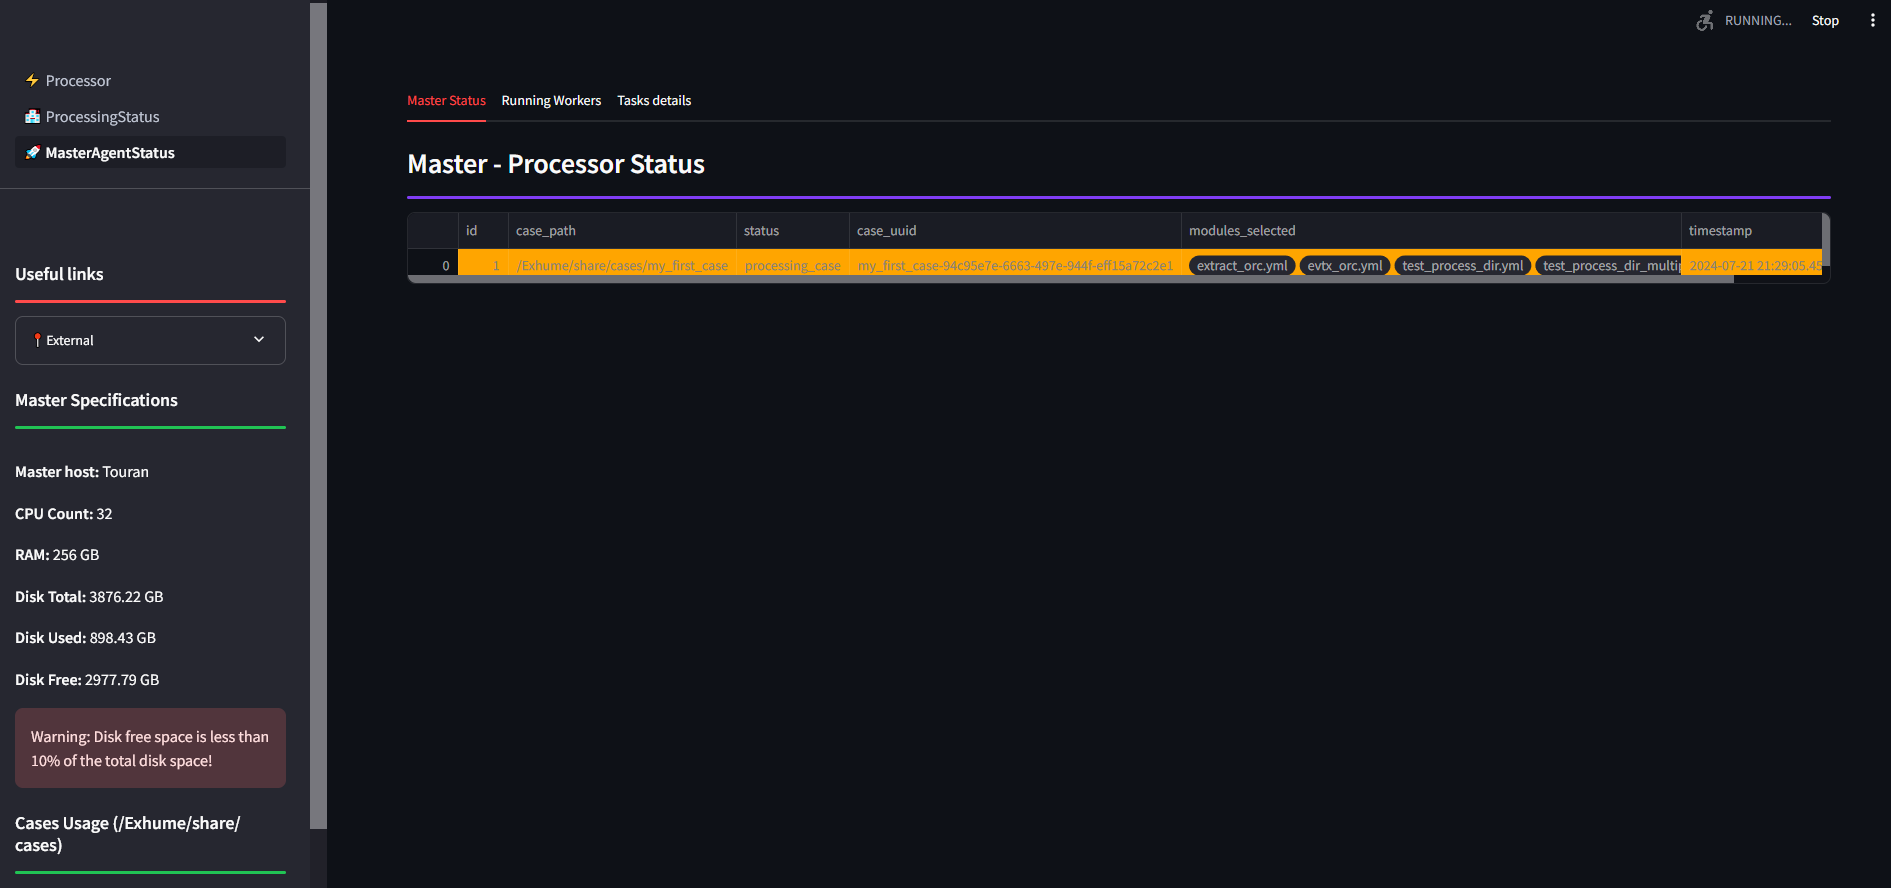 RUNNING...
Stop
Processor
ProcessingStatus
MasterAgentStatus
Useful links
External
Master Specifications
Master host: Touran
CPU Count: 32
RAM: 256 GB
Disk Total: 3876.22 GB
Disk Used: 898.43 GB
Disk Free: 2977.79 GB
Warning: Disk free space is less than
10% of the total disk space!
Cases Usage (/Exhume/share/
cases)
Master Status Running Workers Tasks details
Master - Processor Status
id case_path status case_uuid modules_selected timestamp
0 1 /Exhume/share/cases/my_first_case processing_case my_first_case-94c95e7e-6663-497e-944f-eff15a72c2e1 extract_orc.yml evtx_orc.yml test_process_dir.yml test_process_dir_multip 2024-07-21 21:29:05.45